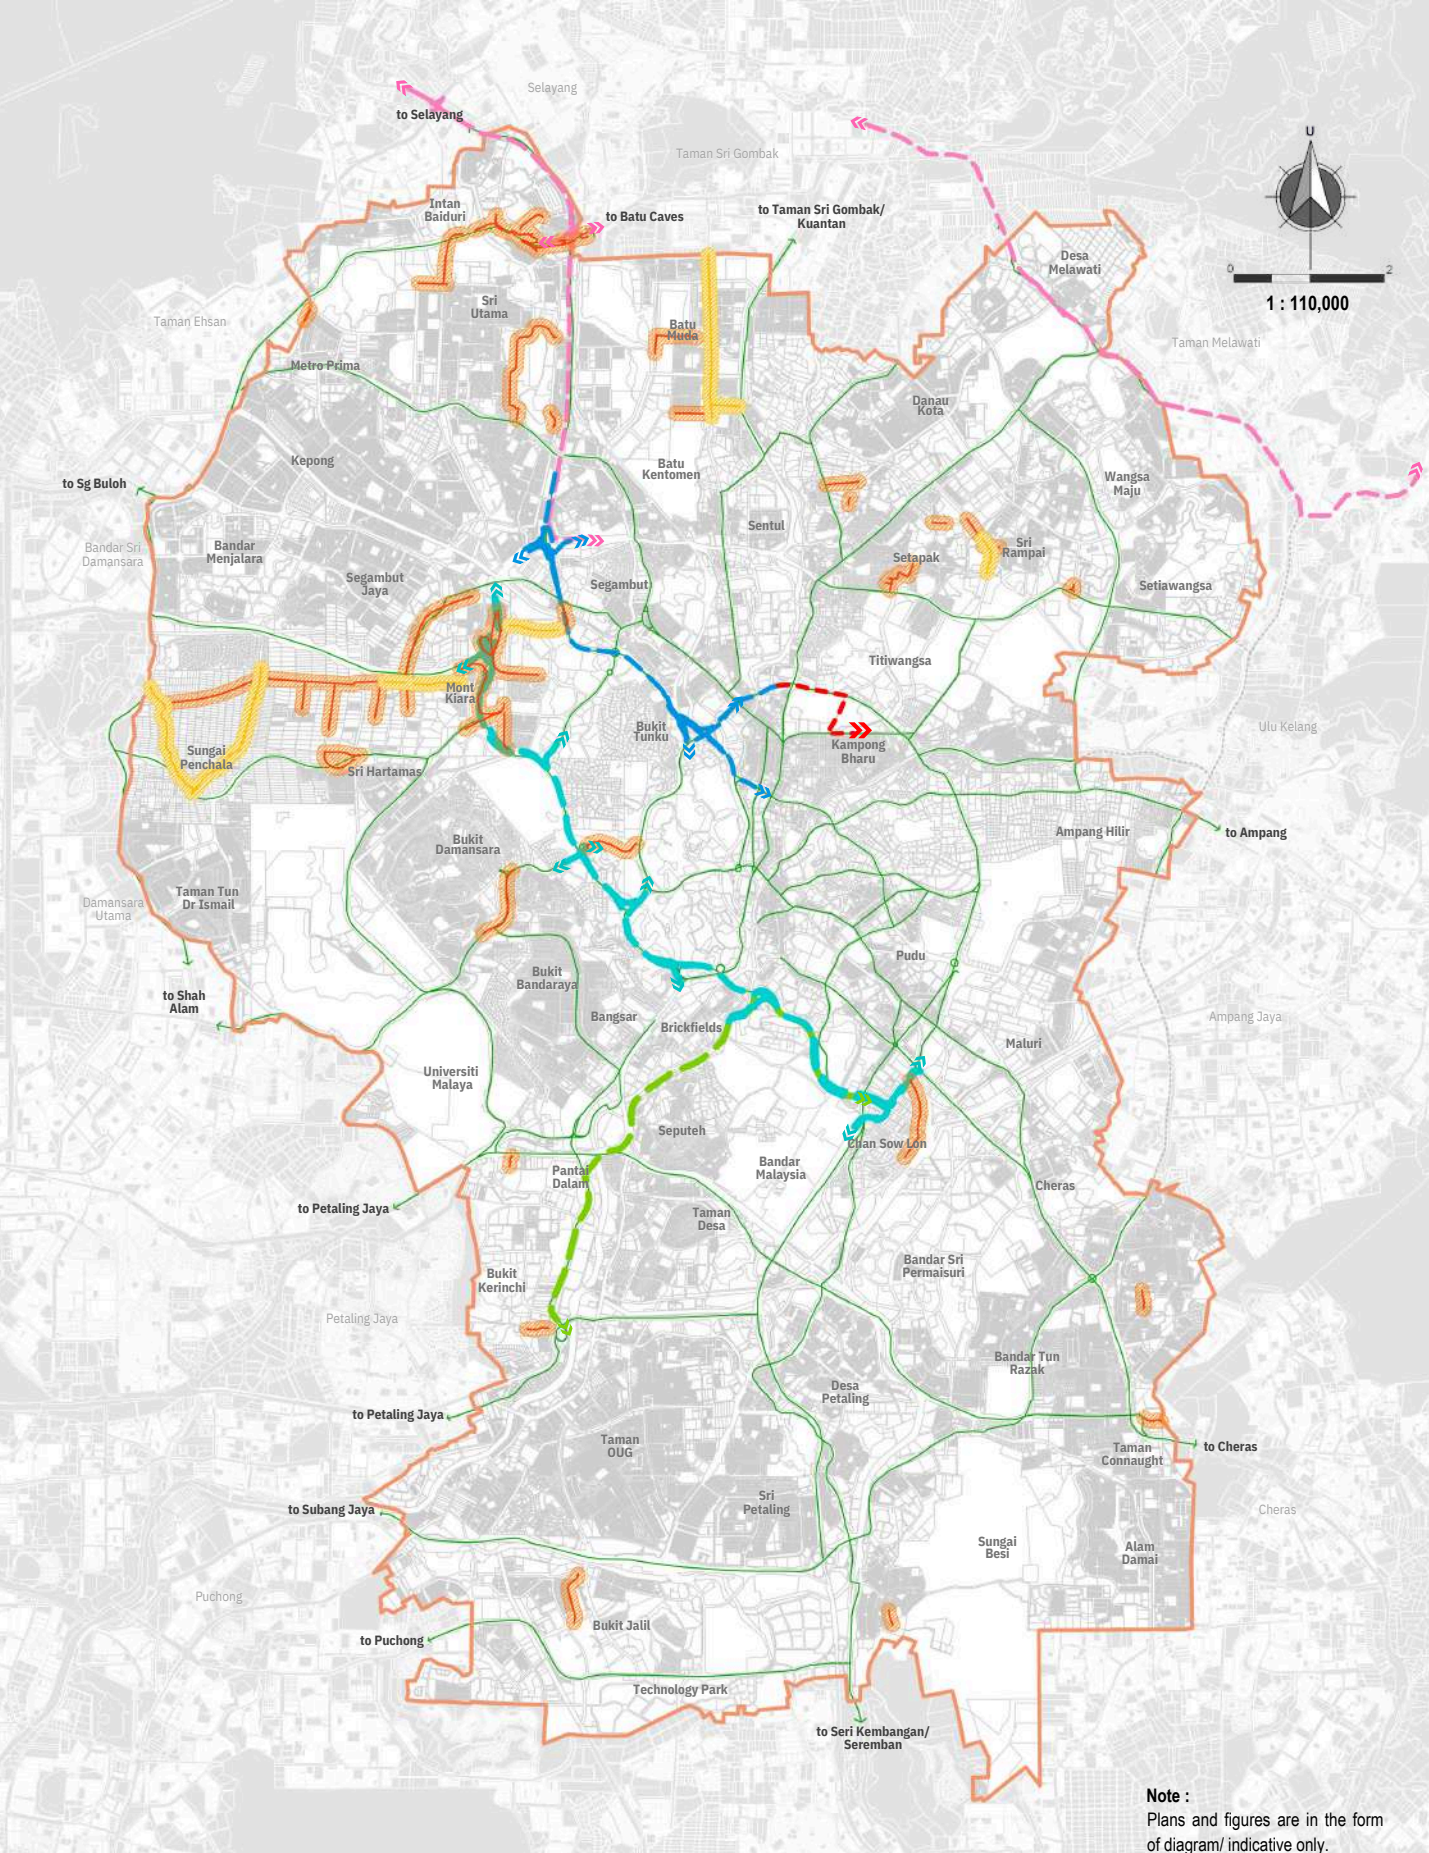 Selayang
to Selayang
U
Taman Sri Gombak
Intan
Baiduri
to Batu Caves
to Taman Sri Gombak/
Kuantan
Desa
Melawati
0
2
1 : 110,000
Sri
Utama
Taman Ehsan
Batu
Muda
Taman Melawati
Metro Prima
Danau
Kota
Kepong
Batu
Kentomen
Wangsa
Maju
to Sg Buloh
Sentul
Bandar Sri
Damansara
Bandar
Menjalara
Sri
Rampai
Setapak
Segambut
Jaya
Segambut
Setiawangsa
Titiwangsa
Mont
Kiara
Bukit
Tunku
Ulu Kelang
Sungai
Penchala
Kampong
Bharu
Sri Hartamas
Bukit
Damansara
Ampang Hilir
to Ampang
Taman Tun
Dr Ismail
Damansara
Utama
Pudu
Bukit
Bandaraya
to Shah
Alam
Bangsar
Brickfields
Ampang Jaya
Maluri
Universiti
Malaya
Seputeh
Chan Sow Lon
Bandar
Malaysia
Pantai
Dalam
Cheras
to Petaling Jaya
Taman
Desa
Bandar Sri
Permaisuri
Bukit
Kerinchi
Petaling Jaya
Bandar Tun
Razak
Desa
Petaling
to Petaling Jaya
Taman
OUG
Taman
Connaught
to Cheras
Sri
Petaling
to Subang Jaya
Cheras
Sungai
Besi
Alam
Damai
Puchong
Bukit Jalil
to Puchong
Technology Park
to Seri Kembangan/
Seremban
Note :
Plans and figures are in the form
of diagram/ indicative only.